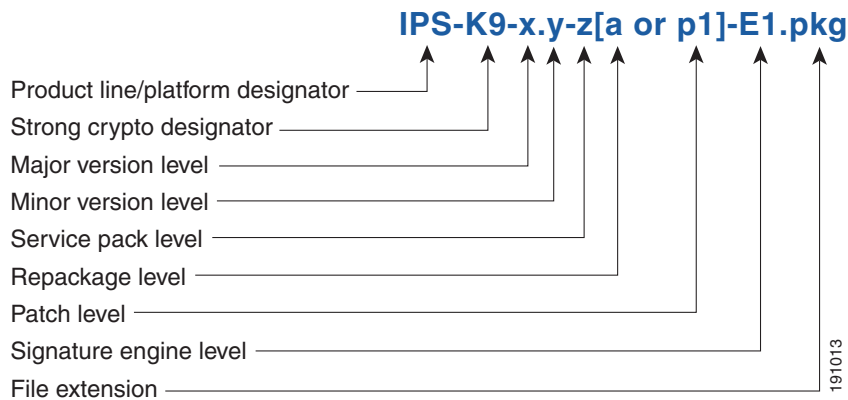 IPS-K9-x.y-z[a or p1]-E1.pkg
Product line/platform designator
Strong crypto designator
Major version level
Minor version level
Service pack level
Repackage level
Patch level
Signature engine level
File extension
191013